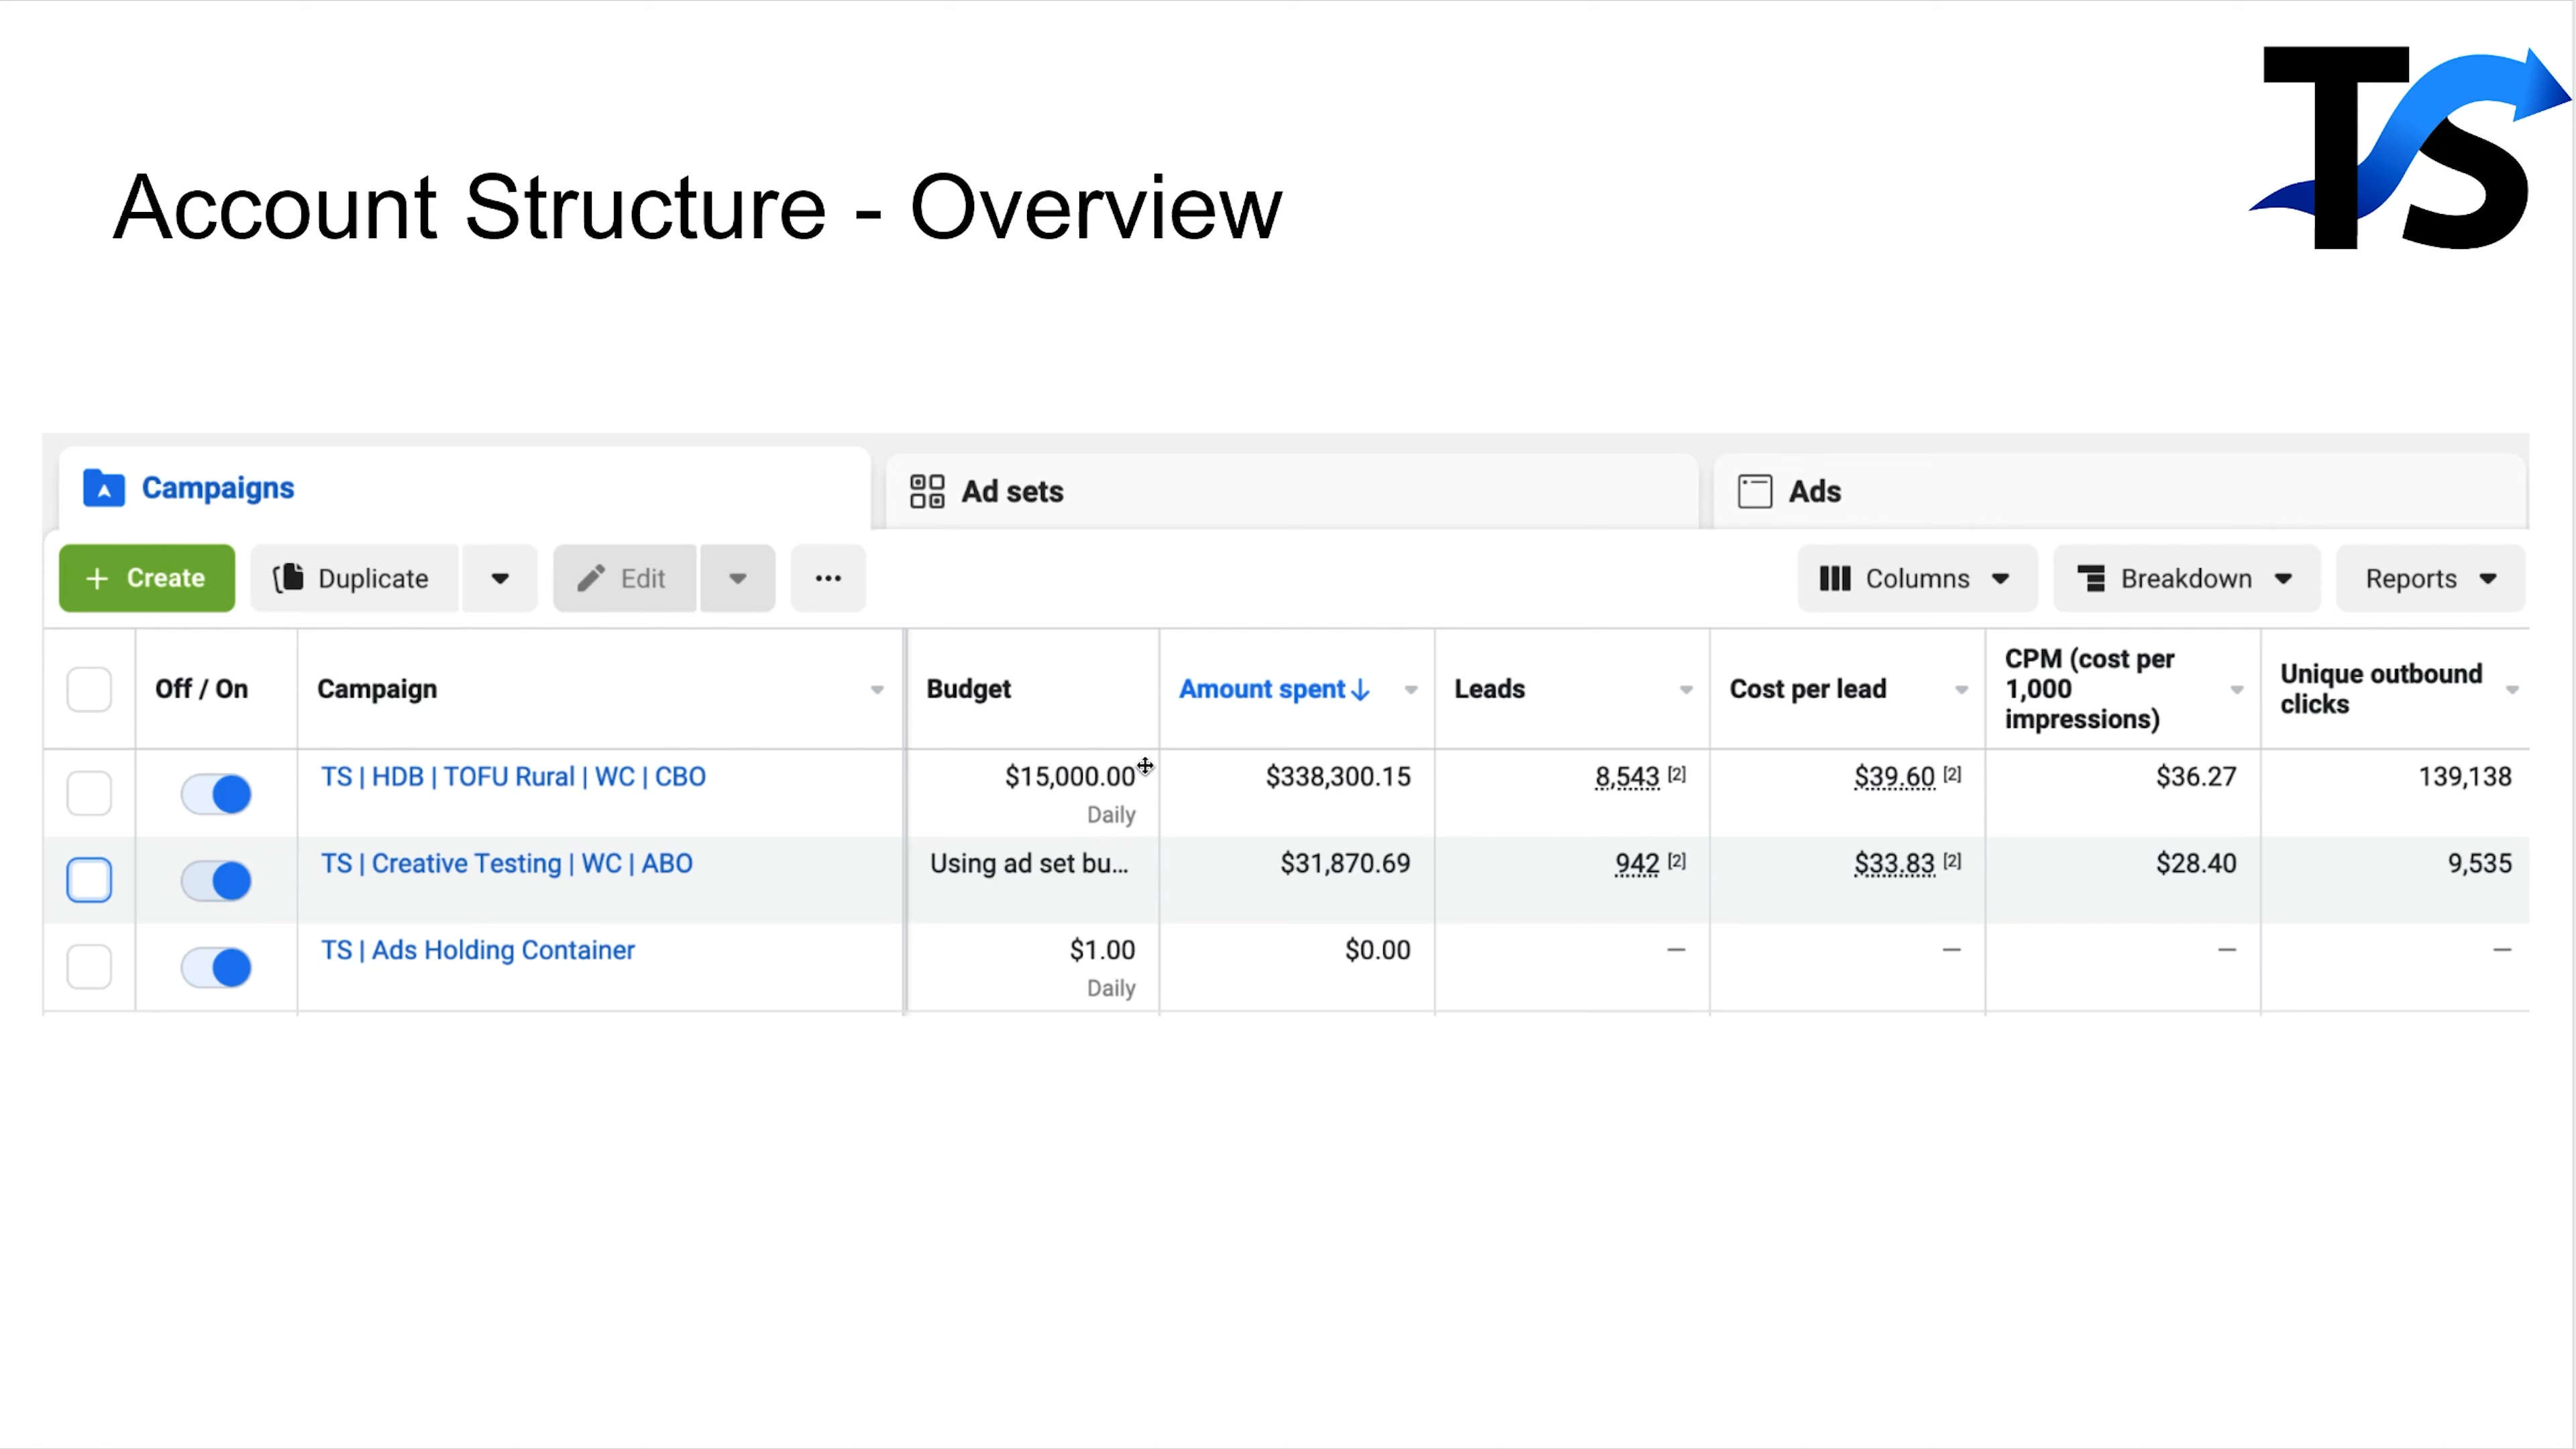 TS
Account Structure - Overview
Campaigns
Ad sets
Ads
+ Create
Duplicate
Edit
...
Columns
Breakdown
Reports
Off / On
Campaign
Budget
Amount spent↓
Leads
Cost per lead
CPM (cost per
1,000
impressions)
Unique outbound
clicks
TS | HDB | TOFU Rural | WC | CBO
$15,000.00
Daily
$338,300.15
8,543 [2]
$39.60 [2]
$36.27
139,138
TS | Creative Testing | WC | ABO
Using ad set bu...
$31,870.69
942 [2]
$33.83 [2]
$28.40
9,535
TS | Ads Holding Container
$1.00
Daily
$0.00
—
—
—
—